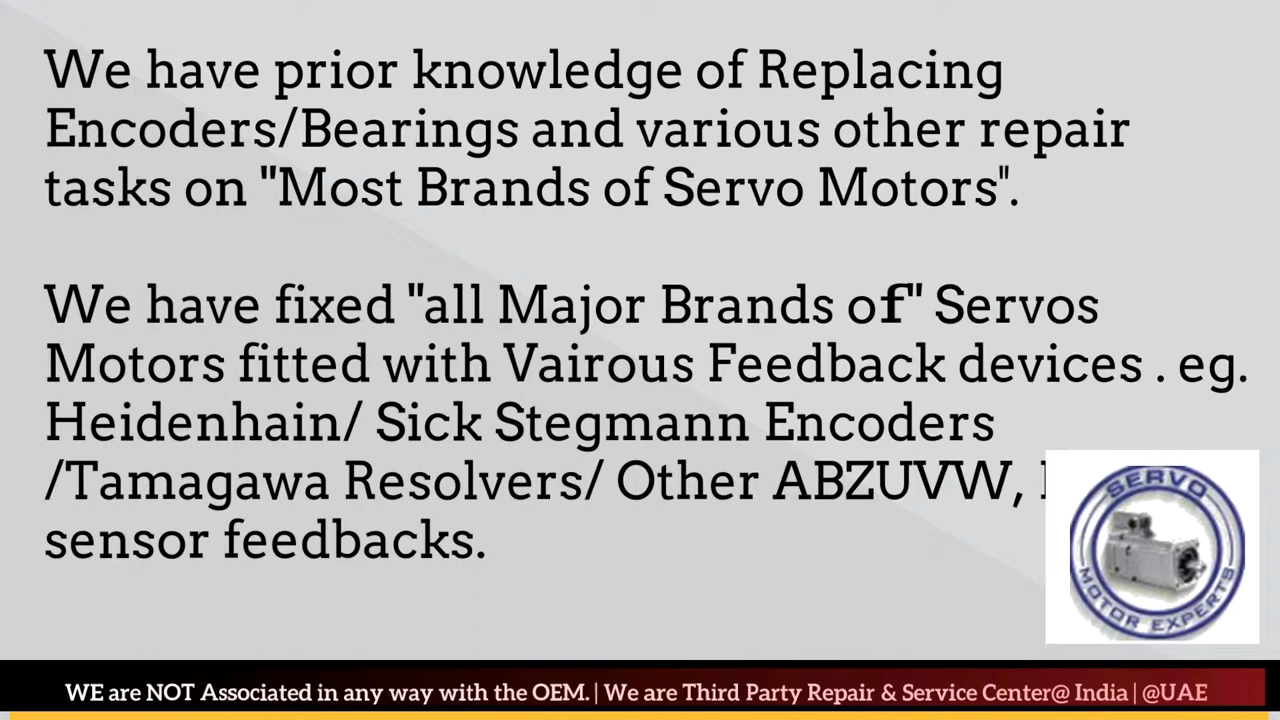 We have prior knowledge of Replacing
Encoders/Bearings and various other repair
tasks on "Most Brands of Servo Motors".
We have fixed "all Major Brands of" Servos
Motors fitted with Vairous Feedback devices . eg.
Heidenhain/ Sick Stegmann Encoders
/Tamagawa Resolvers/ Other ABZUVW,
sensor feedbacks.
SERVO
MOTOR EXPERTS
WE are NOT Associated in any way with the OEM. | We are Third Party Repair & Service Center@ India | @UAE